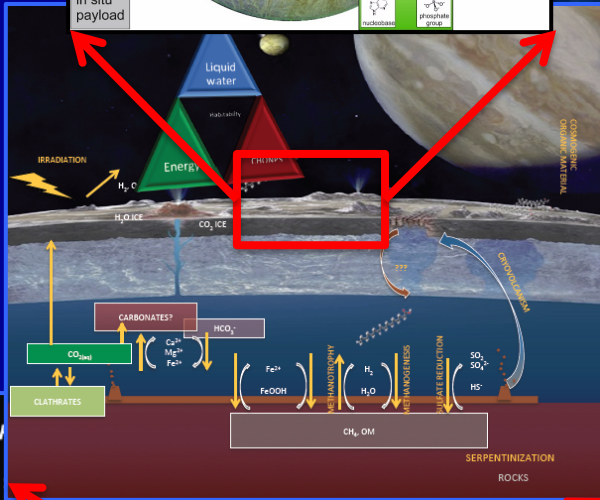 in situ
payload
nucleobase
phosphate
group
Liquid
water
Habitability
Energy
CHONPS
IRRADIATION
COSMOGENIC
ORGANIC MATERIAL
H₂O ICE
CO₂ ICE
???
CRYOVOLCANISM
CARBONATES?
HCO₃⁻
CO₂(aq)
Ca²⁺
Mg²⁺
Fe²⁺
CLATHRATES
Fe²⁺
FeOOH
METHANOTROPHY
H₂
H₂O
METHANOGENESIS
SULFATE REDUCTION
SO₂
SO₄²⁻
HS⁻
CH₄, OM
SERPENTINIZATION
ROCKS